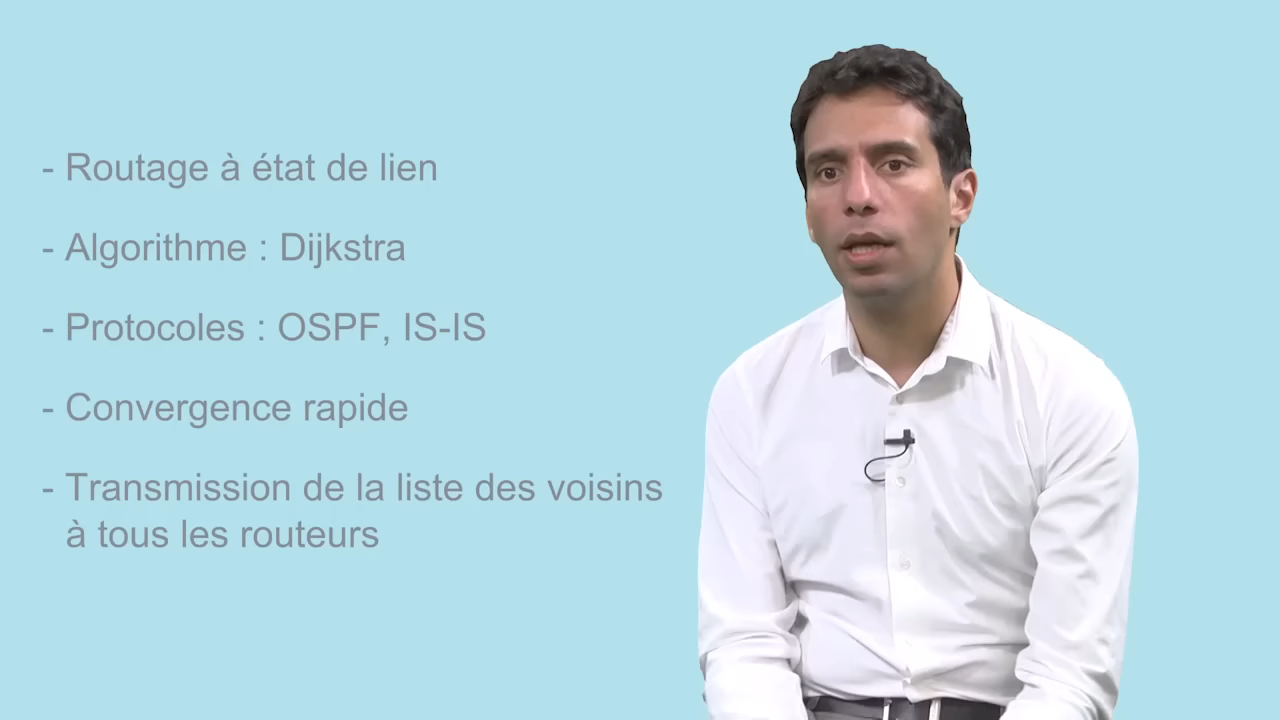 - Routage à état de lien
- Algorithme : Dijkstra
- Protocoles : OSPF, IS-IS
- Convergence rapide
- Transmission de la liste des voisins
à tous les routeurs